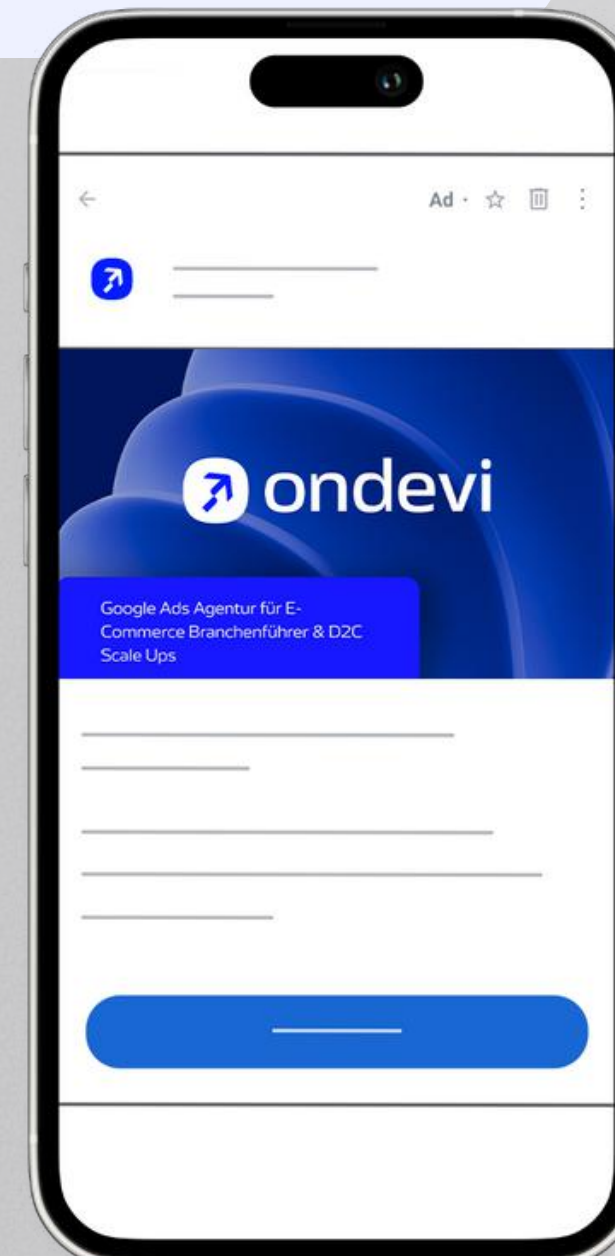 Ad ·
ondevi
Google Ads Agentur für E-
Commerce Branchenführer & D2C
Scale Ups